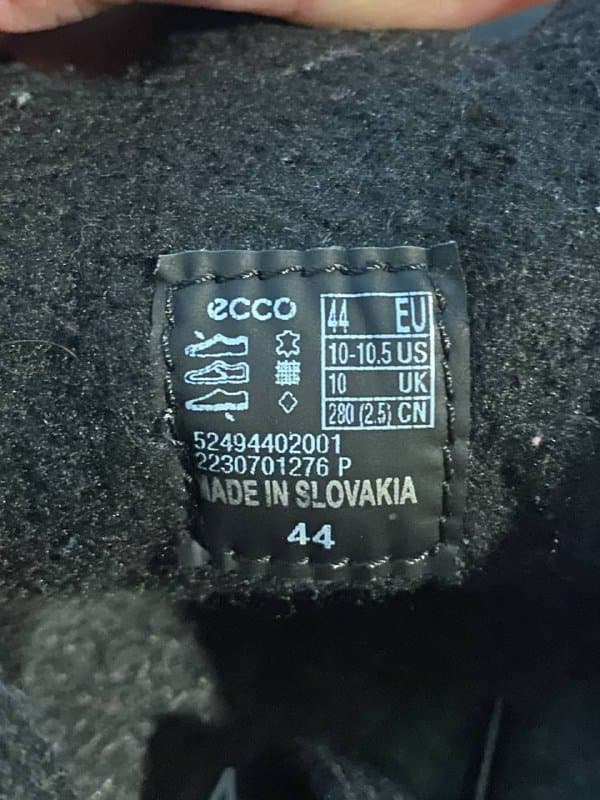 ecco
44 EU
10-10.5 US
10 UK
280 (2.5) CN
52494402001
2230701276 P
MADE IN SLOVAKIA
44